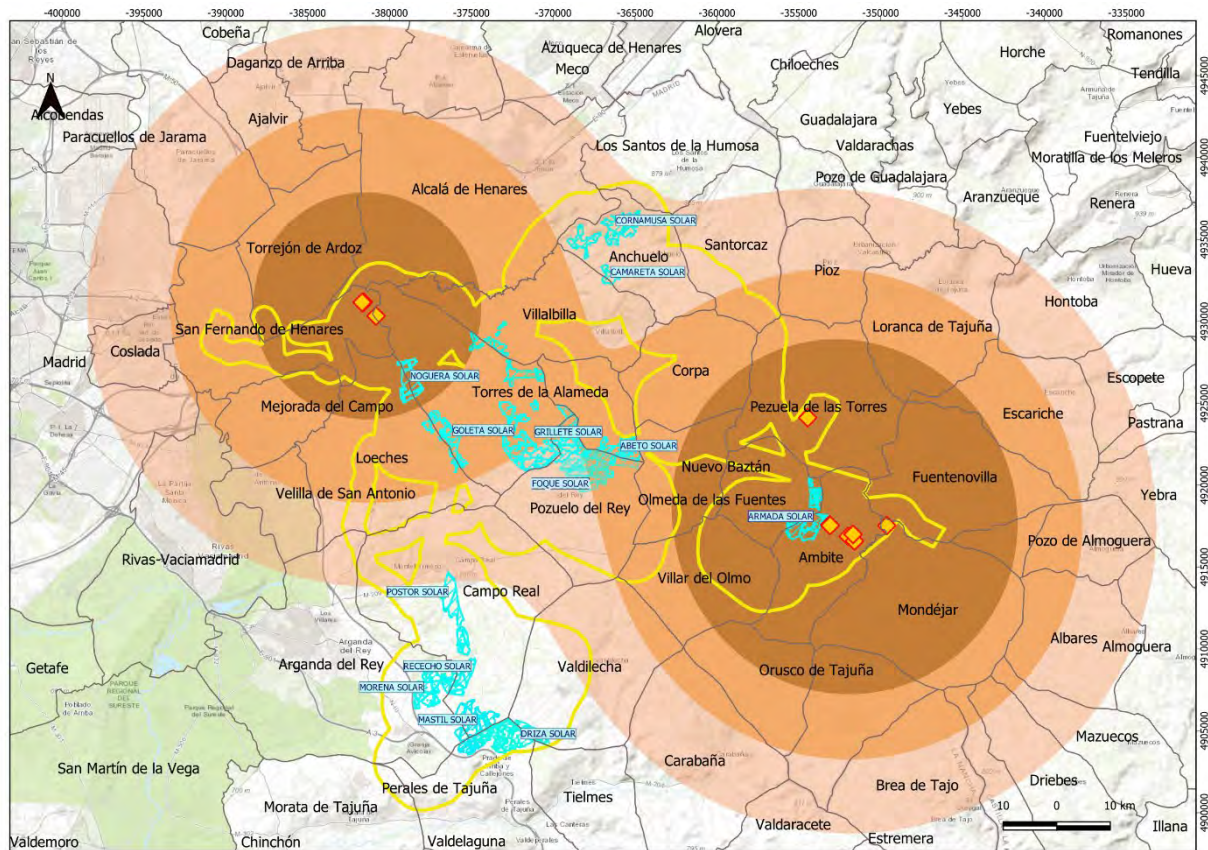 -400000 -395000 -390000 -385000 -380000 -375000 -370000 -365000 -360000 -355000 -350000 -345000 -340000 -335000
Cobeña
Alovera
Romanones
Azuqueca de Henares
Horche
Daganzo de Arriba
Meco
Chiloeches
Tendilla
4945000
N
Yebes
Alcobendas
Ajalvir
Guadalajara
Fuentelviejo
Paracuellos de Jarama
Los Santos de la Humosa
Valdarachas
Moratilla de los Meleros
4940000
Alcalá de Henares
Pozo de Guadalajara
Aranzueque
Renera
CORNAMUSA SOLAR
Torrejón de Ardoz
Santorcaz
4935000
Anchuelo
CAMARETA SOLAR
Pioz
Hueva
Hontoba
Villalbilla
San Fernando de Henares
Loranca de Tajuña
4930000
Coslada
Madrid
Corpa
Escopete
NOGUERA SOLAR
Torres de la Alameda
Mejorada del Campo
Pezuela de las Torres
Escariche
Pastrana
4925000
GOLETA SOLAR
GRILLETE SOLAR
ABETO SOLAR
Loeches
Nuevo Baztán
Fuentenovilla
FOQUE SOLAR
Velilla de San Antonio
Olmeda de las Fuentes
Yebra
4920000
Pozuelo del Rey
ARMADA SOLAR
Pozo de Almoguera
Rivas-Vaciamadrid
Ambite
Villar del Olmo
4915000
POSTOR SOLAR
Campo Real
Mondéjar
Albares
Almoguera
Getafe
Arganda del Rey
RECECHO SOLAR
Valdilecha
Orusco de Tajuña
4910000
MORENA SOLAR
MASTIL SOLAR
DRIZA SOLAR
Mazuecos
4905000
San Martín de la Vega
Carabaña
Perales de Tajuña
Tielmes
Brea de Tajo
Driebes
Morata de Tajuña
10 0 10 km
4900000
Valdemoro
Chinchón
Valdelaguna
Valdaracete
Estremera
Illana